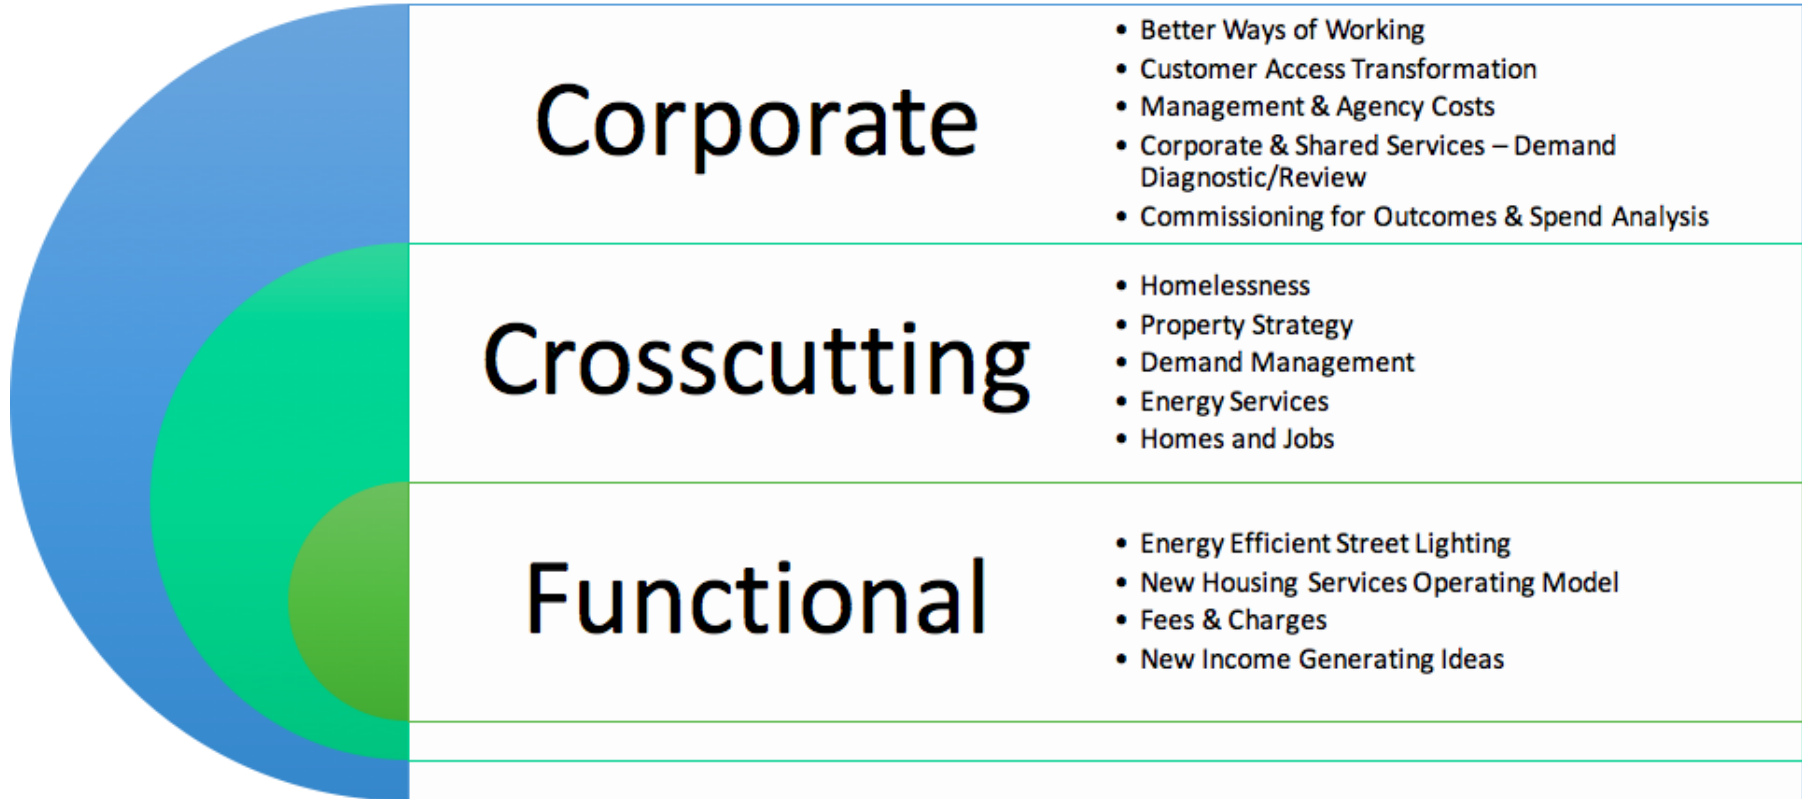 Corporate
• Better Ways of Working
• Customer Access Transformation
• Management & Agency Costs
• Corporate & Shared Services – Demand
Diagnostic/Review
• Commissioning for Outcomes & Spend Analysis
Crosscutting
• Homelessness
• Property Strategy
• Demand Management
• Energy Services
• Homes and Jobs
Functional
• Energy Efficient Street Lighting
• New Housing Services Operating Model
• Fees & Charges
• New Income Generating Ideas